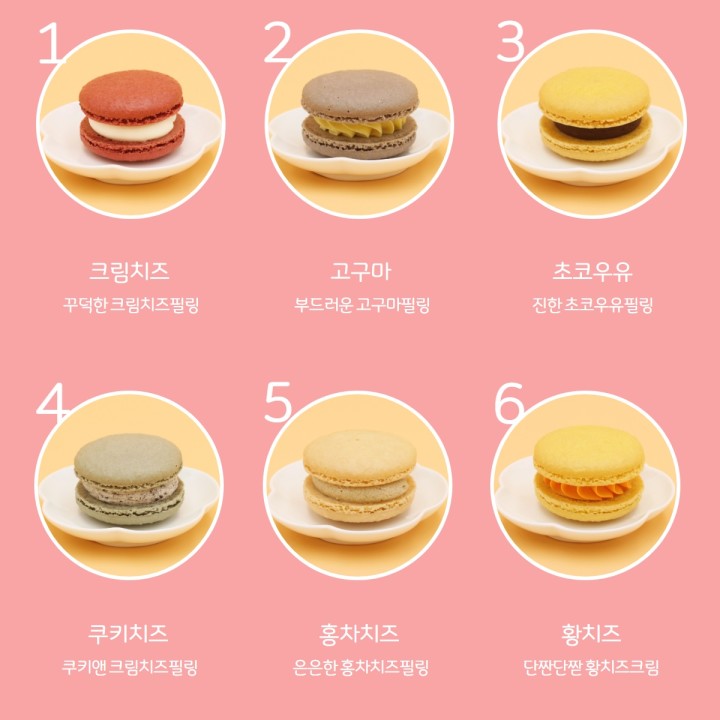 1
2
3
크림치즈
고구마
초코우유
꾸덕한 크림치즈필링
부드러운 고구마필링
진한 초코우유필링
4
5
6
쿠키치즈
홍차치즈
황치즈
쿠키앤 크림치즈필링
은은한 홍차치즈필링
단짠단짠 황치즈크림